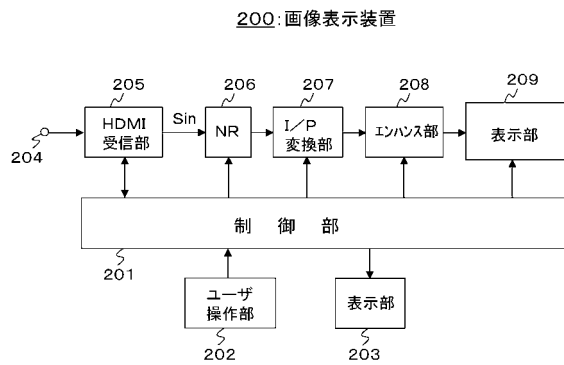 200:画像表示装置
205
206
207
208
209
HDMI
受信部
Sin
NR
I/P
変換部
エンハンス部
表示部
204
制御部
201
ユーザ
操作部
表示部
202
203